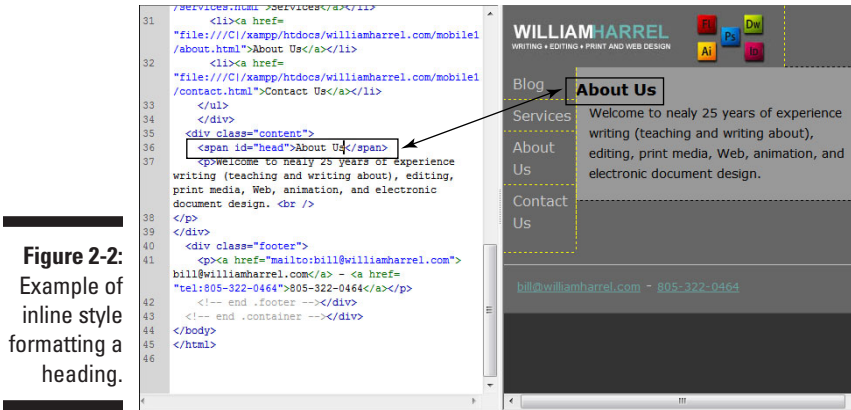 /services.html">Services</a></li>
31 <li><a href=
"file:///C|/xampp/htdocs/williamharrel.com/mobile1
/about.html">About Us</a></li>
32 <li><a href=
"file:///C|/xampp/htdocs/williamharrel.com/mobile1
/contact.html">Contact Us</a></li>
33 </ul>
34 </div>
35 <div class="content">
36 <span id="head">About Us</span>
37 <p>Welcome to nealy 25 years of experience
writing (teaching and writing about), editing,
print media, Web, animation, and electronic
document design. <br />
38 </p>
39 </div>
40 <div class="footer">
41 <p><a href="mailto:bill@williamharrel.com">
bill@williamharrel.com</a> - <a href=
"tel:805-322-0464">805-322-0464</a></p>
42 <!-- end .footer --></div>
43 <!-- end .container --></div>
44 </body>
45 </html>
46
WILLIAMHARREL
WRITING • EDITING • PRINT AND WEB DESIGN
Fl Ps Dw
Ai Id
Blog
Services
About
Us
Contact
Us
About Us
Welcome to nealy 25 years of experience
writing (teaching and writing about),
editing, print media, Web, animation, and
electronic document design.
bill@williamharrel.com - 805-322-0464
Figure 2-2:
Example of
inline style
formatting a
heading.